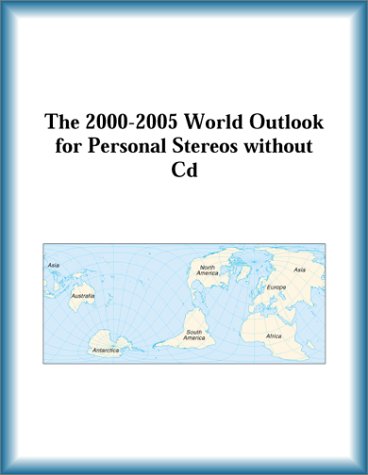 The 2000-2005 World Outlook
for Personal Stereos without
Cd
Asia
North
America
Asia
Australia
Europe
South
America
Africa
Antarctica